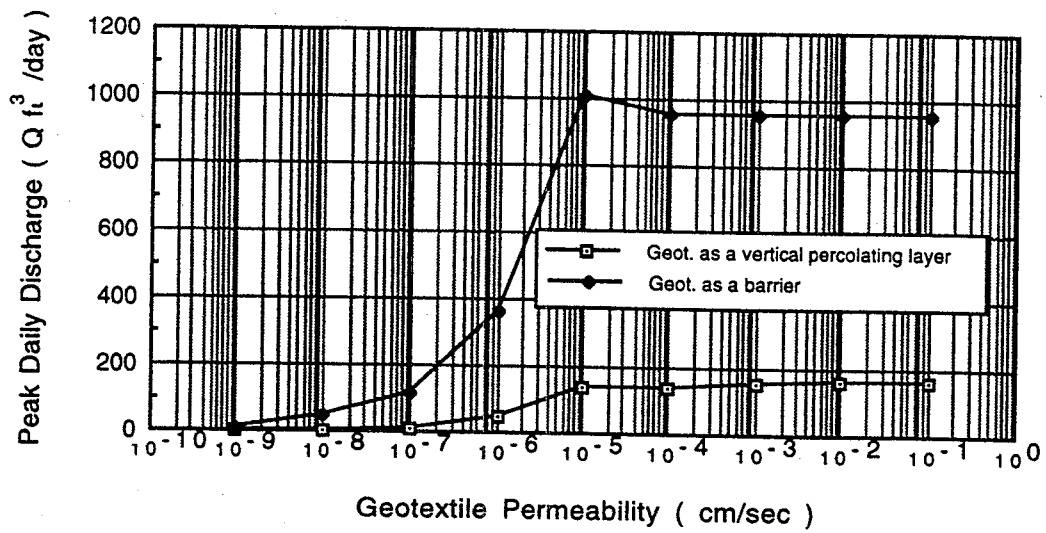 Peak Daily Discharge ( Q ft³ /day)
1200
1000
800
600
400
200
0
Geot. as a vertical percolating layer
Geot. as a barrier
10⁻¹⁰ 10⁻⁹ 10⁻⁸ 10⁻⁷ 10⁻⁶ 10⁻⁵ 10⁻⁴ 10⁻³ 10⁻² 10⁻¹ 10⁰
Geotextile Permeability ( cm/sec )